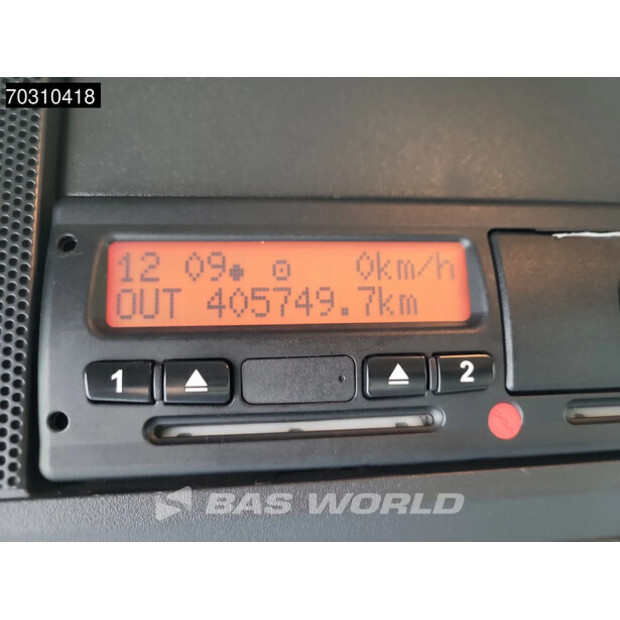 70310418
12 09● ⊙ 0km/h
OUT 405749.7km
1 2
BAS WORLD